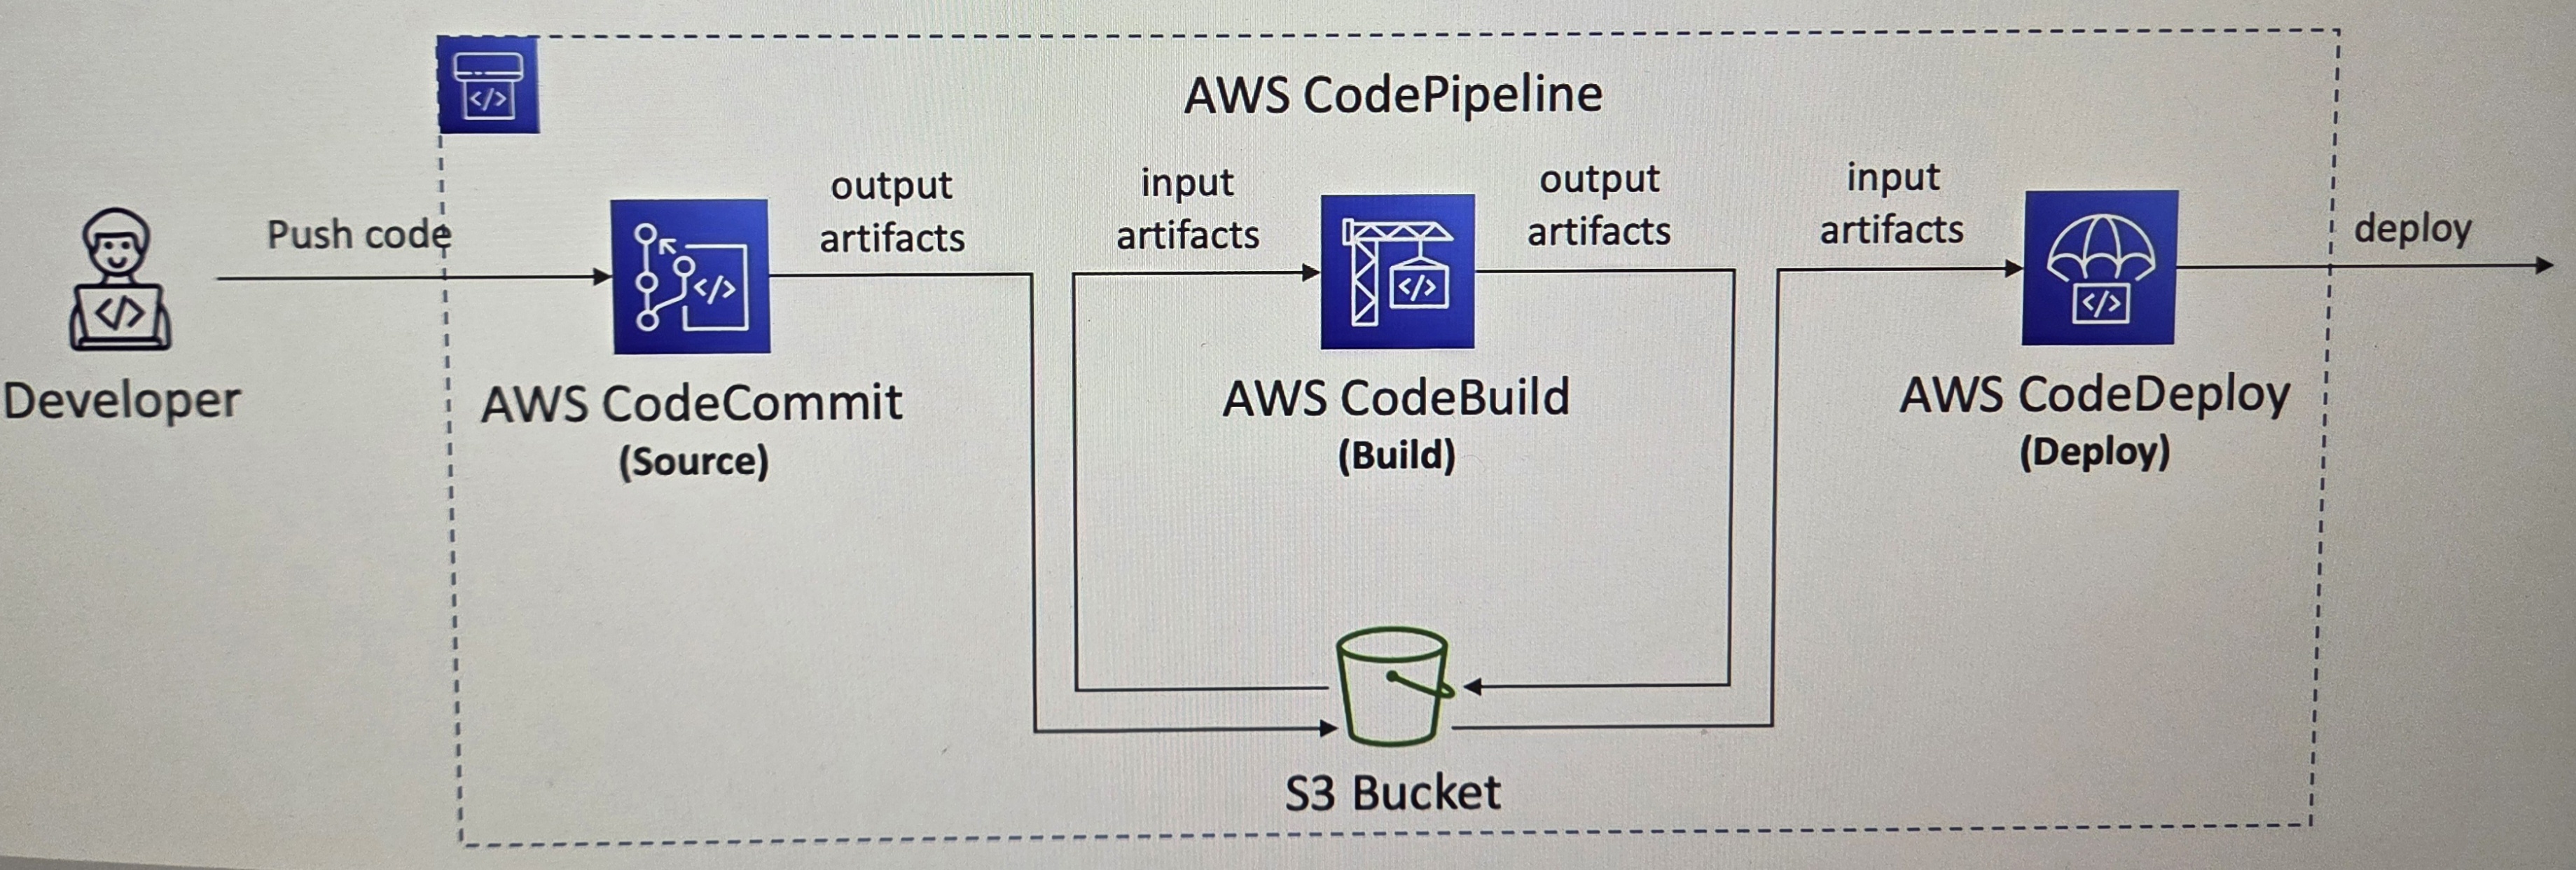 AWS CodePipeline
Push code
output
artifacts
input
artifacts
output
artifacts
input
artifacts
deploy
</>
</>
</>
</>
</>
Developer
AWS CodeCommit
(Source)
AWS CodeBuild
(Build)
AWS CodeDeploy
(Deploy)
S3 Bucket